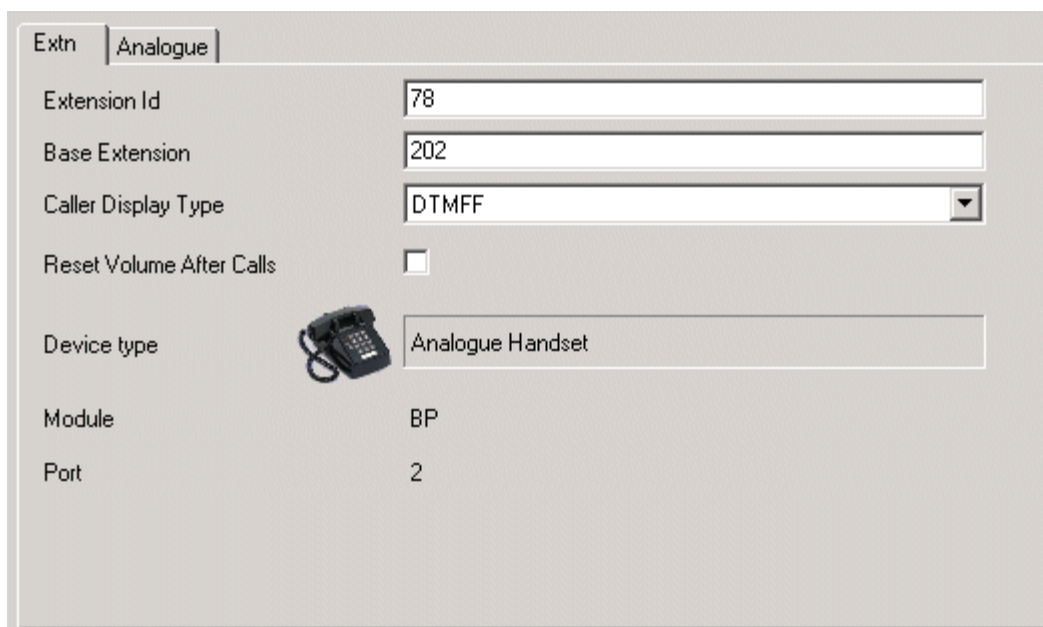 Extn Analogue
Extension Id 78
Base Extension 202
Caller Display Type DTMFF
Reset Volume After Calls
Device type Analogue Handset
Module BP
Port 2